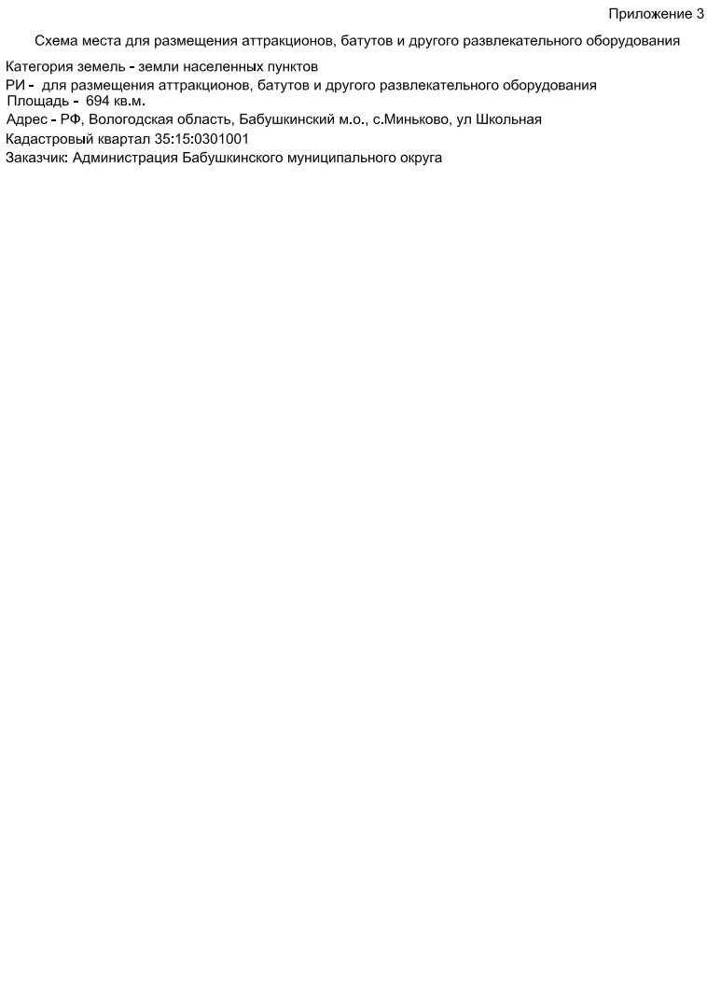 Приложение 3
Схема места для размещения аттракционов, батутов и другого развлекательного оборудования
Категория земель - земли населенных пунктов
РИ - для размещения аттракционов, батутов и другого развлекательного оборудования
Площадь - 694 кв.м.
Адрес - РФ, Вологодская область, Бабушкинский м.о., с.Миньково, ул Школьная
Кадастровый квартал 35:15:0301001
Заказчик: Администрация Бабушкинского муниципального округа